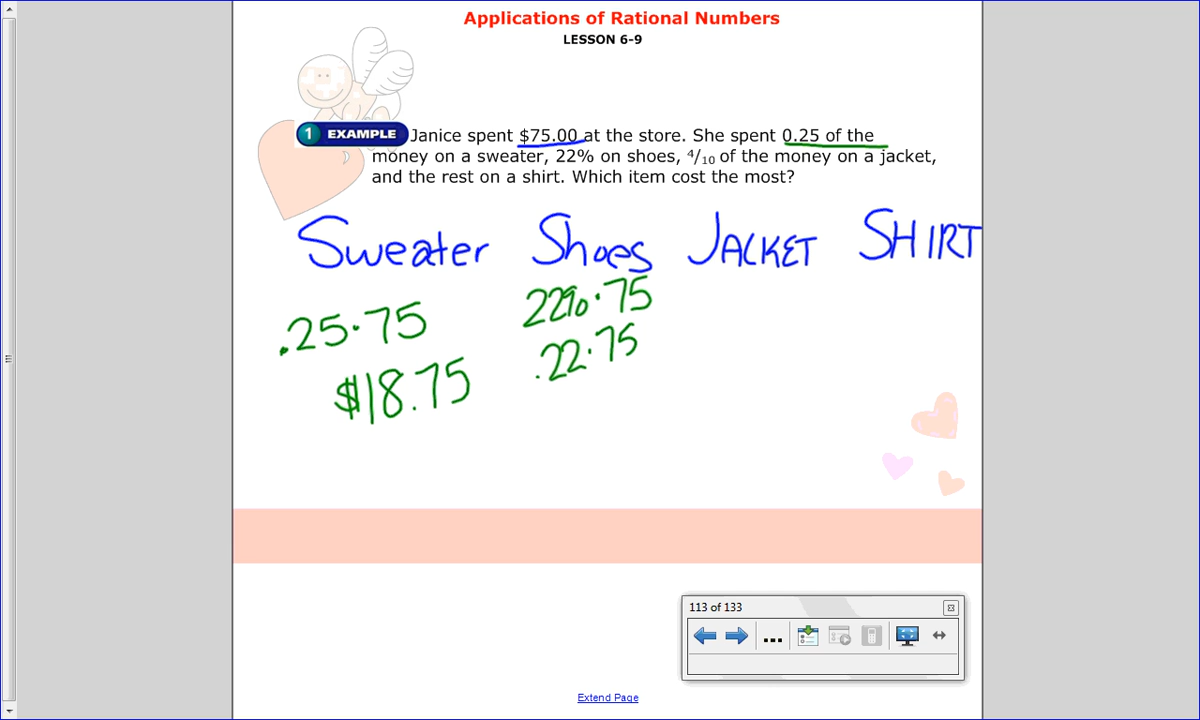 Applications of Rational Numbers
LESSON 6-9
1 EXAMPLE Janice spent $75.00 at the store. She spent 0.25 of the
money on a sweater, 22% on shoes, 4/10 of the money on a jacket,
and the rest on a shirt. Which item cost the most?
Sweater Shoes JACKET SHIRT
.25·75 22%·75
$18.75 .22·75
113 of 133
...
Extend Page